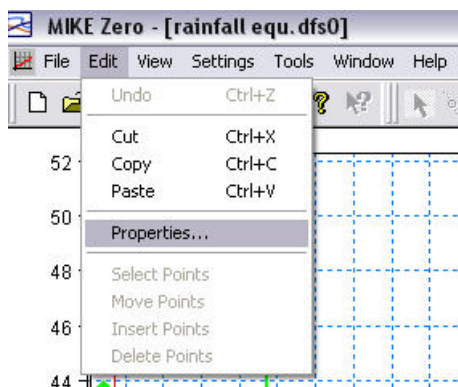 MIKE Zero - [rainfall equ.dfs0]
File Edit View Settings Tools Window Help
Undo Ctrl+Z
Cut Ctrl+X
Copy Ctrl+C
Paste Ctrl+V
Properties...
Select Points
Move Points
Insert Points
Delete Points
52
50
48
46
44